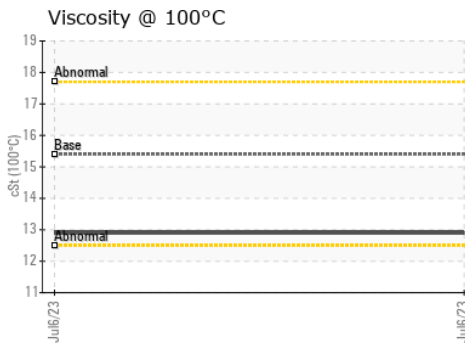 Viscosity @ 100°C
cSt (100°C)
19
18
17
16
15
14
13
12
11
Abnormal
Base
Abnormal
Jul6/23
Jul6/23